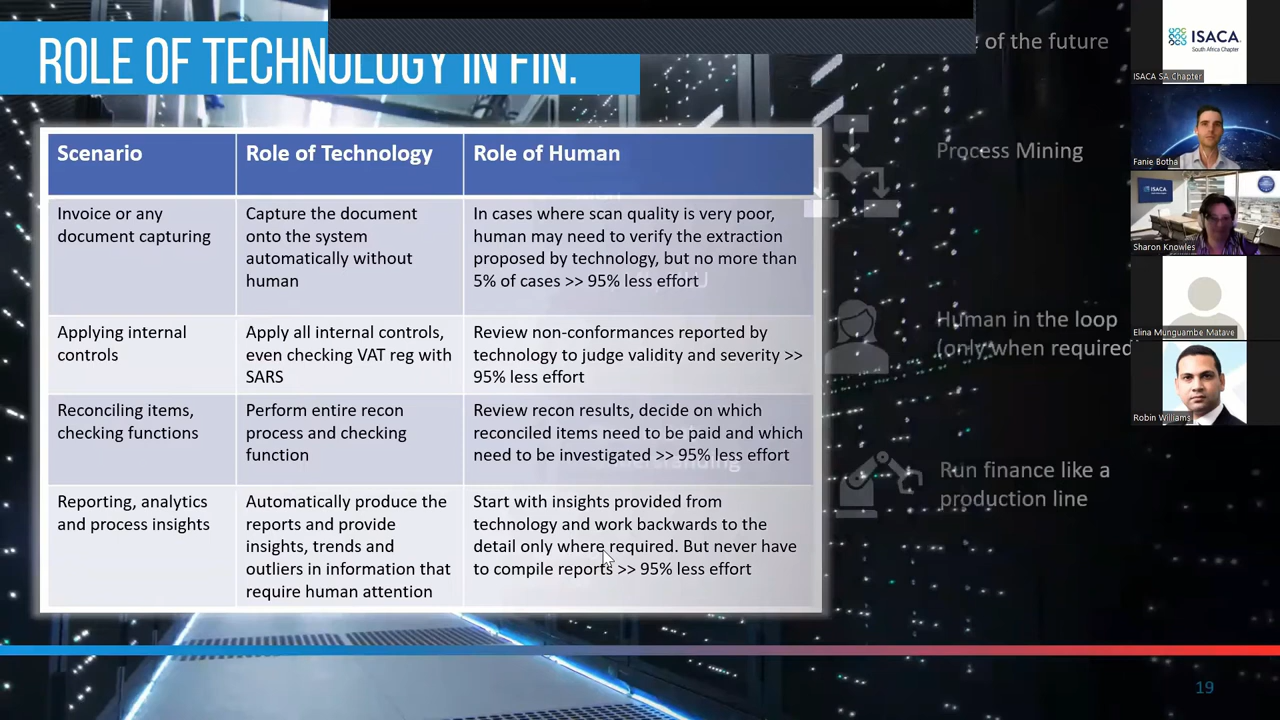 ROLE OF TECHNOLOGY IN FIN.
Scenario
Role of Technology
Role of Human
Invoice or any
document capturing
Capture the document
onto the system
automatically without
human
In cases where scan quality is very poor,
human may need to verify the extraction
proposed by technology, but no more than
5% of cases >> 95% less effort
Applying internal
controls
Apply all internal controls,
even checking VAT reg with
SARS
Review non-conformances reported by
technology to judge validity and severity >>
95% less effort
Reconciling items,
checking functions
Perform entire recon
process and checking
function
Review recon results, decide on which
reconciled items need to be paid and which
need to be investigated >> 95% less effort
Reporting, analytics
and process insights
Automatically produce the
reports and provide
insights, trends and
outliers in information that
require human attention
Start with insights provided from
technology and work backwards to the
detail only where required. But never have
to compile reports >> 95% less effort
of the future
Process Mining
Human in the loop
(only when required
Run finance like a
production line
19
ISACA
South Africa Chapter
ISACA SA Chapter
Fanie Botha
ISACA
Sharon Knowles
Elina Munguambe Matave
Robin Williams